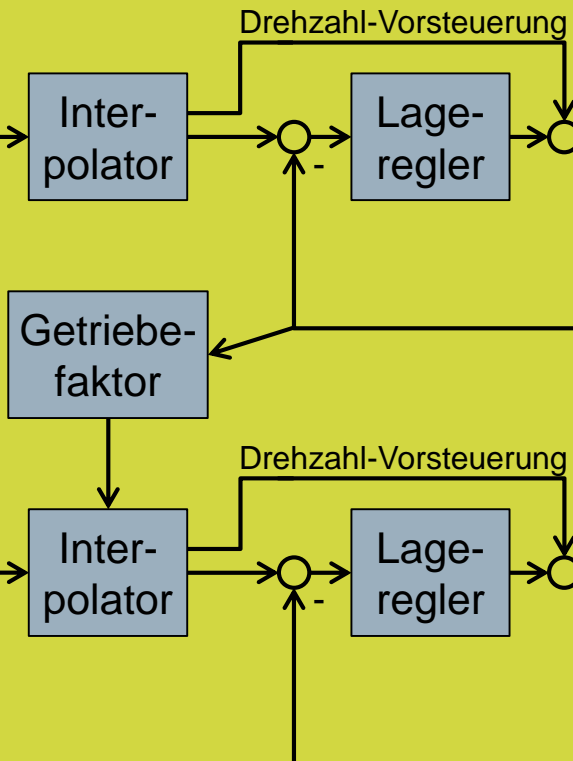 Drehzahl-Vorsteuerung
Inter-
polator
-
Lage-
regler
Getriebe-
faktor
Drehzahl-Vorsteuerung
Inter-
polator
-
Lage-
regler